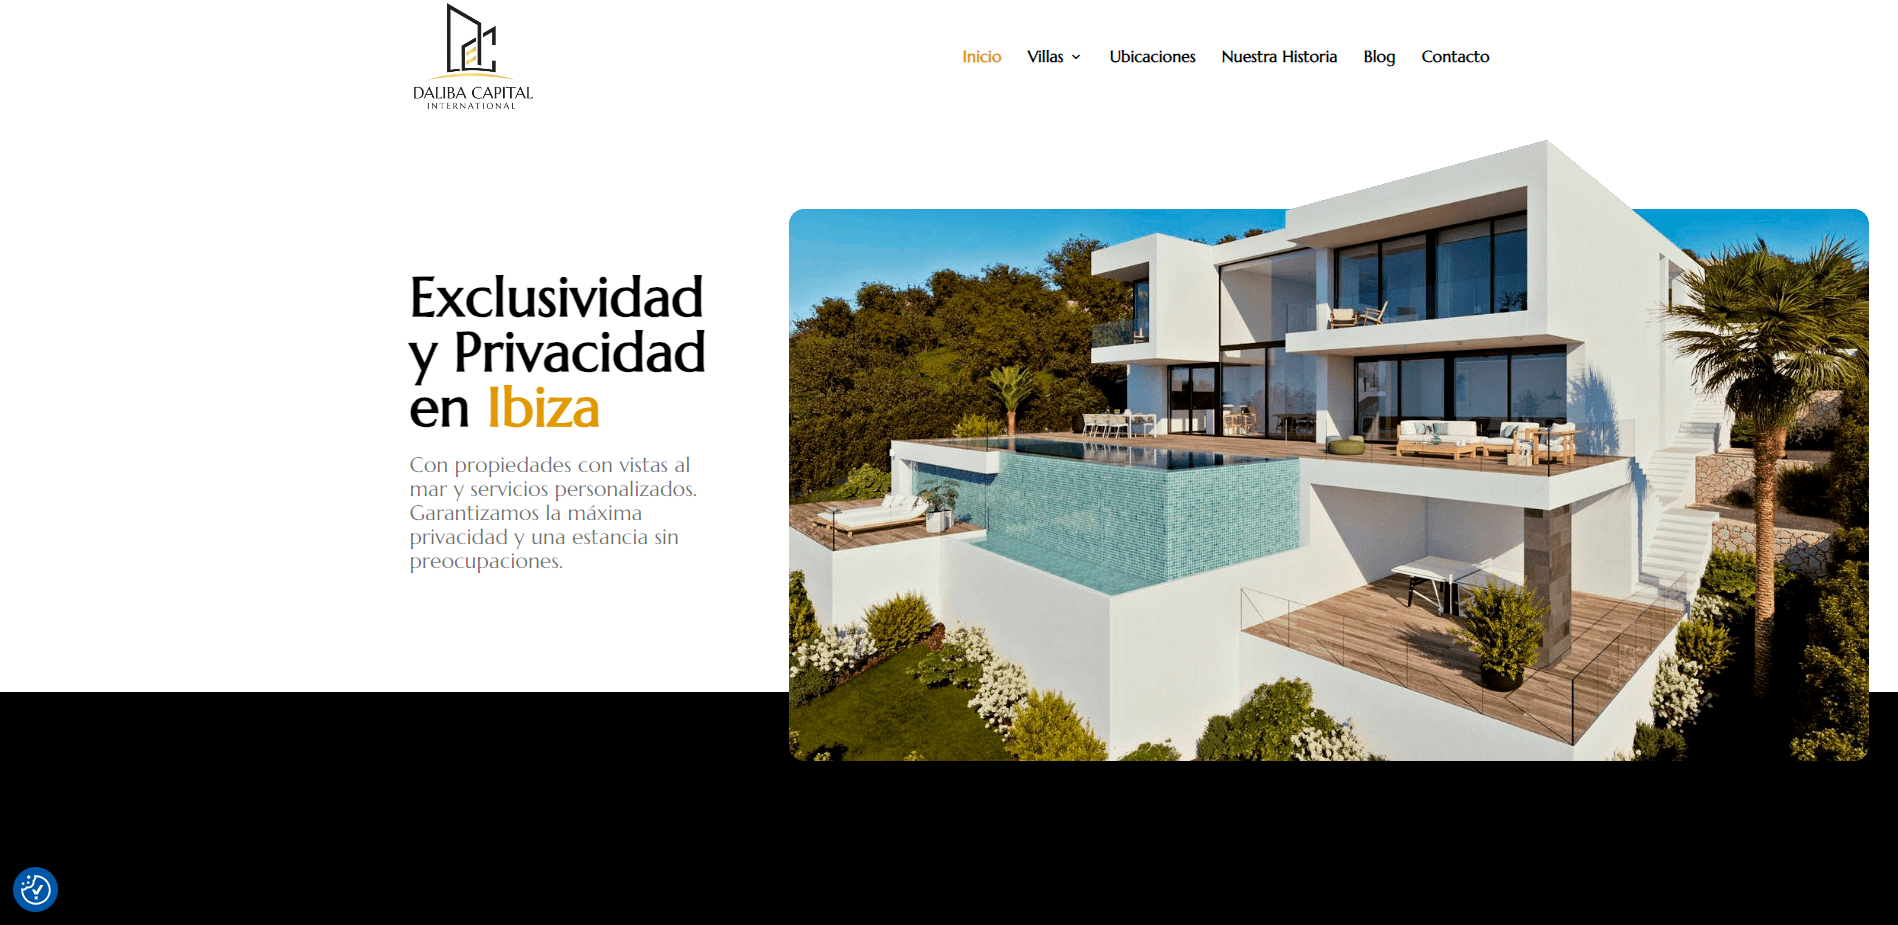 DALIBA CAPITAL
INTERNATIONAL
Inicio
Villas
Ubicaciones
Nuestra Historia
Blog
Contacto
Exclusividad
y Privacidad
en Ibiza
Con propiedades con vistas al
mar y servicios personalizados.
Garantizamos la máxima
privacidad y una estancia sin
preocupaciones.